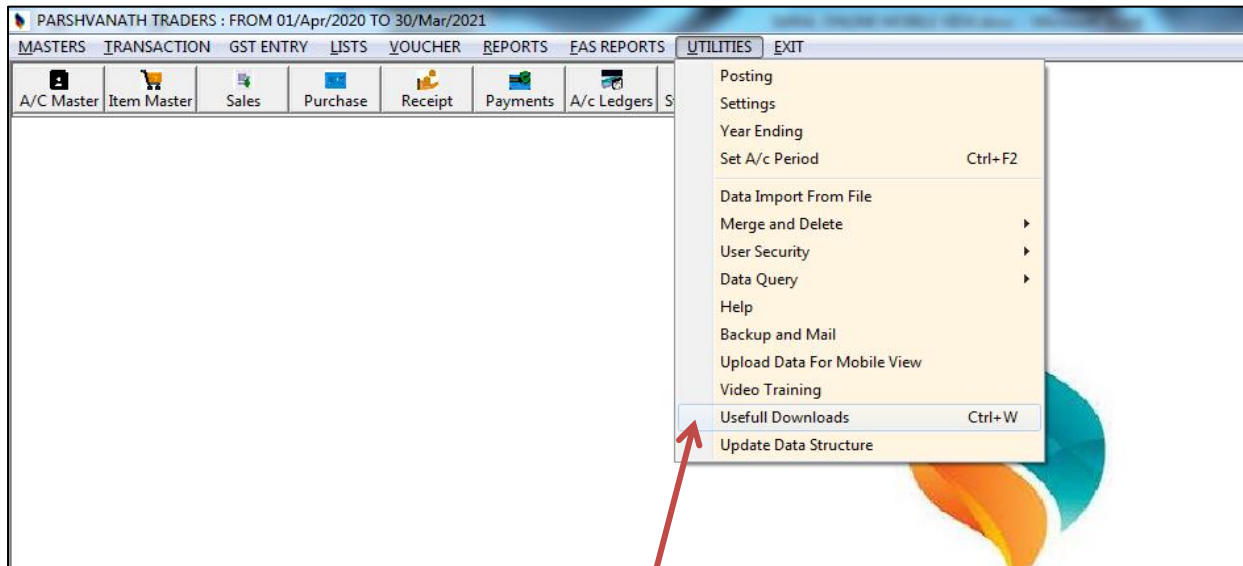 PARSHVANATH TRADERS : FROM 01/Apr/2020 TO 30/Mar/2021
MASTERS TRANSACTION GST ENTRY LISTS VOUCHER REPORTS FAS REPORTS UTILITIES EXIT
A/C Master Item Master Sales Purchase Receipt Payments A/c Ledgers
Posting
Settings
Year Ending
Set A/c Period Ctrl+F2
Data Import From File
Merge and Delete
User Security
Data Query
Help
Backup and Mail
Upload Data For Mobile View
Video Training
Usefull Downloads Ctrl+W
Update Data Structure